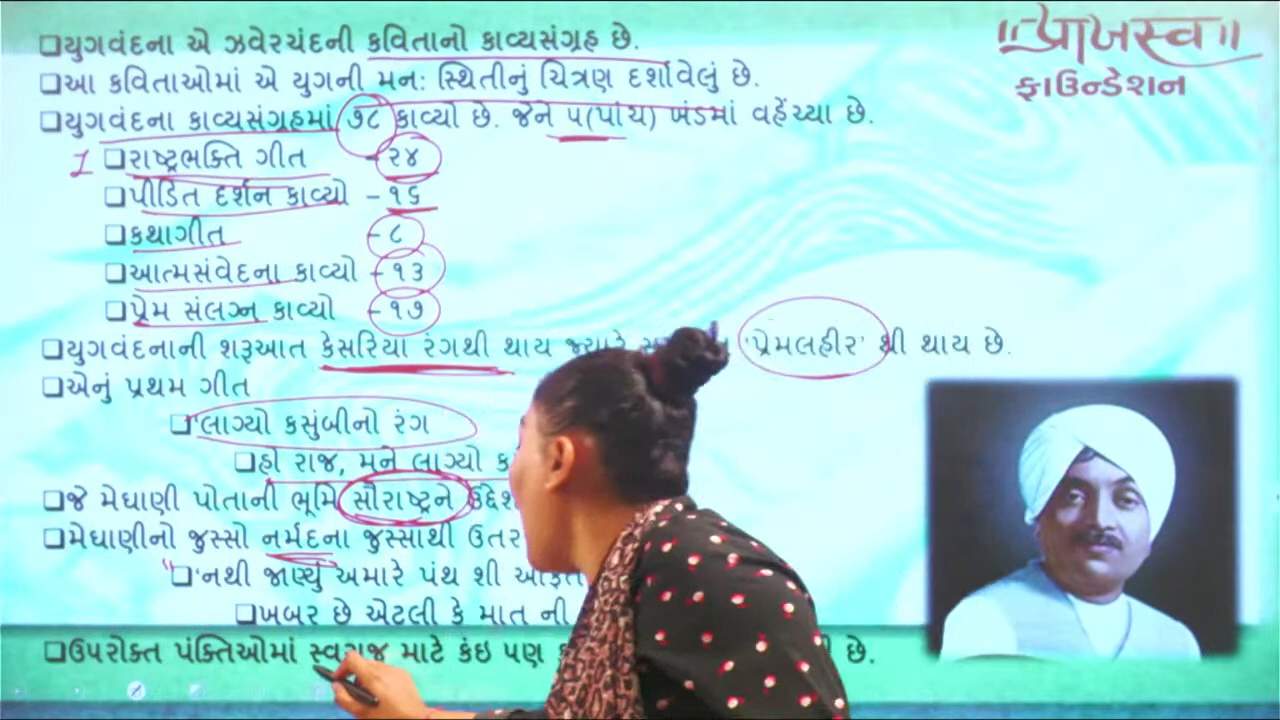 ॥પ્રાખસ્વ॥
ફાઉન્ડેશન
❑યુગવંદના એ ઝવેરચંદની કવિતાનો કાવ્યસંગ્રહ છે.
❑આ કવિતાઓમાં એ યુગની મન: સ્થિતીનું ચિત્રણ દર્શાવેલું છે.
❑યુગવંદના કાવ્યસંગ્રહમાં ૭૮ કાવ્યો છે. જેને ૫(પાંચ) ખંડમાં વહેંચ્યા છે.
1 ❑રાષ્ટ્રભક્તિ ગીત - ૨૪
❑પીડિત દર્શન કાવ્યો - ૧૬
❑કથાગીત - ૮
❑આત્મસંવેદના કાવ્યો - ૧૩
❑પ્રેમ સંલગ્ન કાવ્યો - ૧૭
❑યુગવંદનાની શરૂઆત કેસરિયા રંગથી થાય જ્યારે 'પ્રેમલહીર' થી થાય છે.
❑એનું પ્રથમ ગીત
❑'લાગ્યો કસુંબીનો રંગ
❑હો રાજ, મને લાગ્યો
❑જે મેઘાણી પોતાની ભૂમિ સૌરાષ્ટ્રને
❑મેઘાણીનો જુસ્સો નર્મદના જુસ્સાથી
❑'નથી જાણ્યું અમારે પંથ શી
❑ખબર છે એટલી કે માત ની
❑ઉપરોક્ત પંક્તિઓમાં સ્વરાજ માટે કંઇ પણ છે.